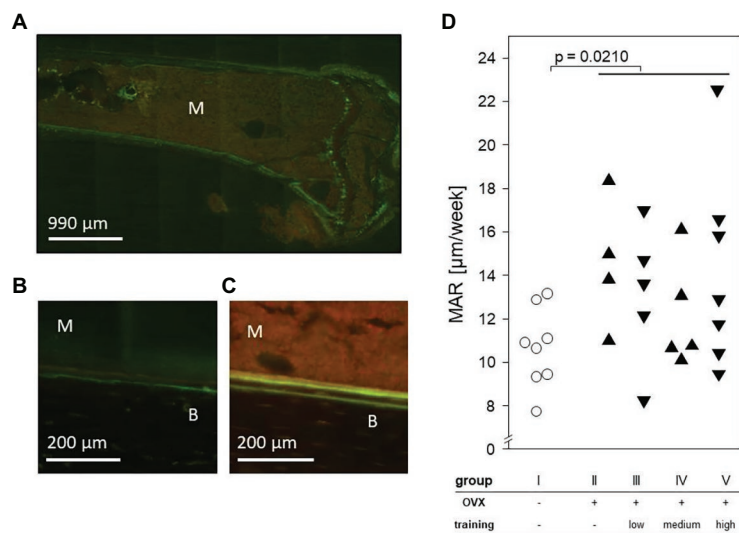 A
M
990 µm
B
M
B
200 µm
C
M
B
200 µm
D
p = 0.0210
MAR [µm/week]
24
22
20
18
16
14
12
10
8
0
group I II III IV V
OVX - + + + +
training - - low medium high